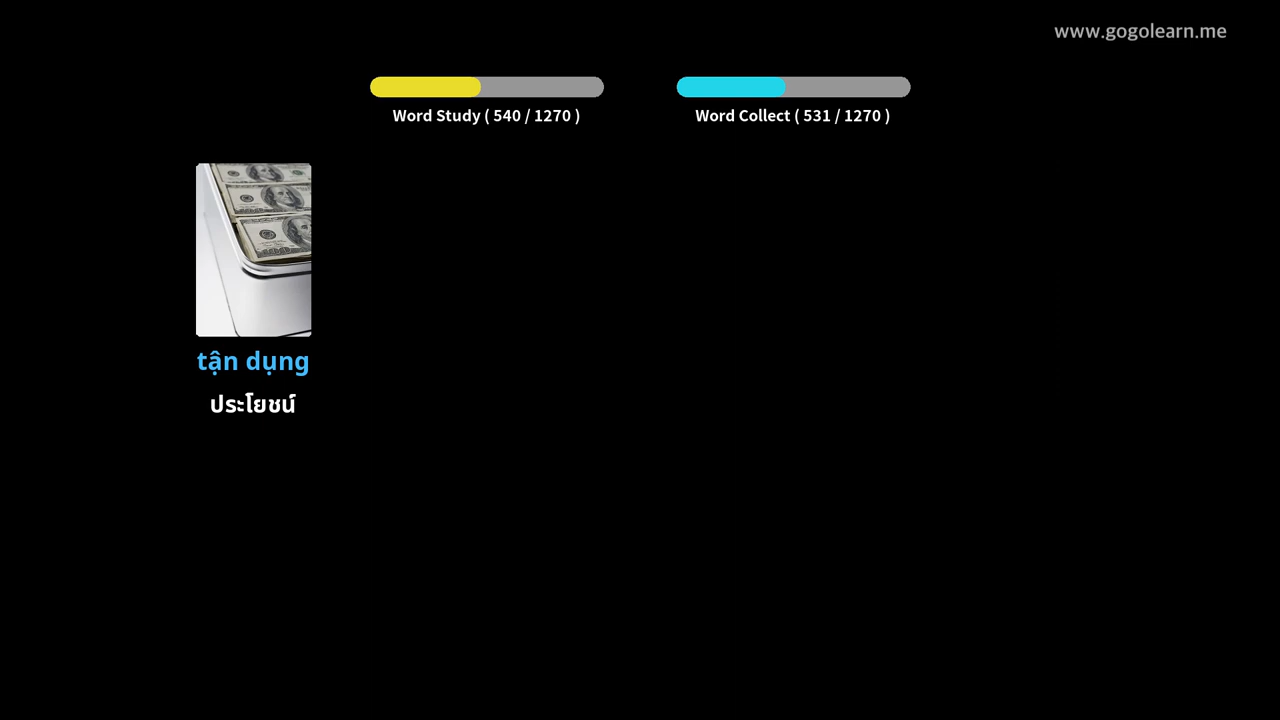 www.gogolearn.me
Word Study ( 540 / 1270 )
Word Collect ( 531 / 1270 )
tận dụng
ประโยชน์